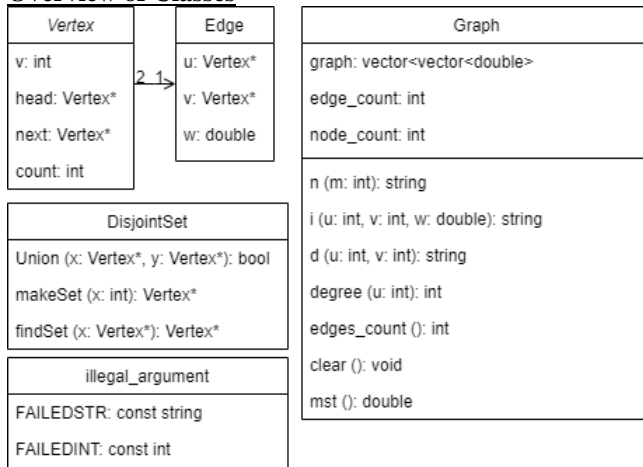 Overview of Classes
Vertex
v: int
head: Vertex*
next: Vertex*
count: int
2 1
Edge
u: Vertex*
v: Vertex*
w: double
DisjointSet
Union (x: Vertex*, y: Vertex*): bool
makeSet (x: int): Vertex*
findSet (x: Vertex*): Vertex*
illegal_argument
FAILEDSTR: const string
FAILEDINT: const int
Graph
graph: vector<vector<double>
edge_count: int
node_count: int
n (m: int): string
i (u: int, v: int, w: double): string
d (u: int, v: int): string
degree (u: int): int
edges_count (): int
clear (): void
mst (): double